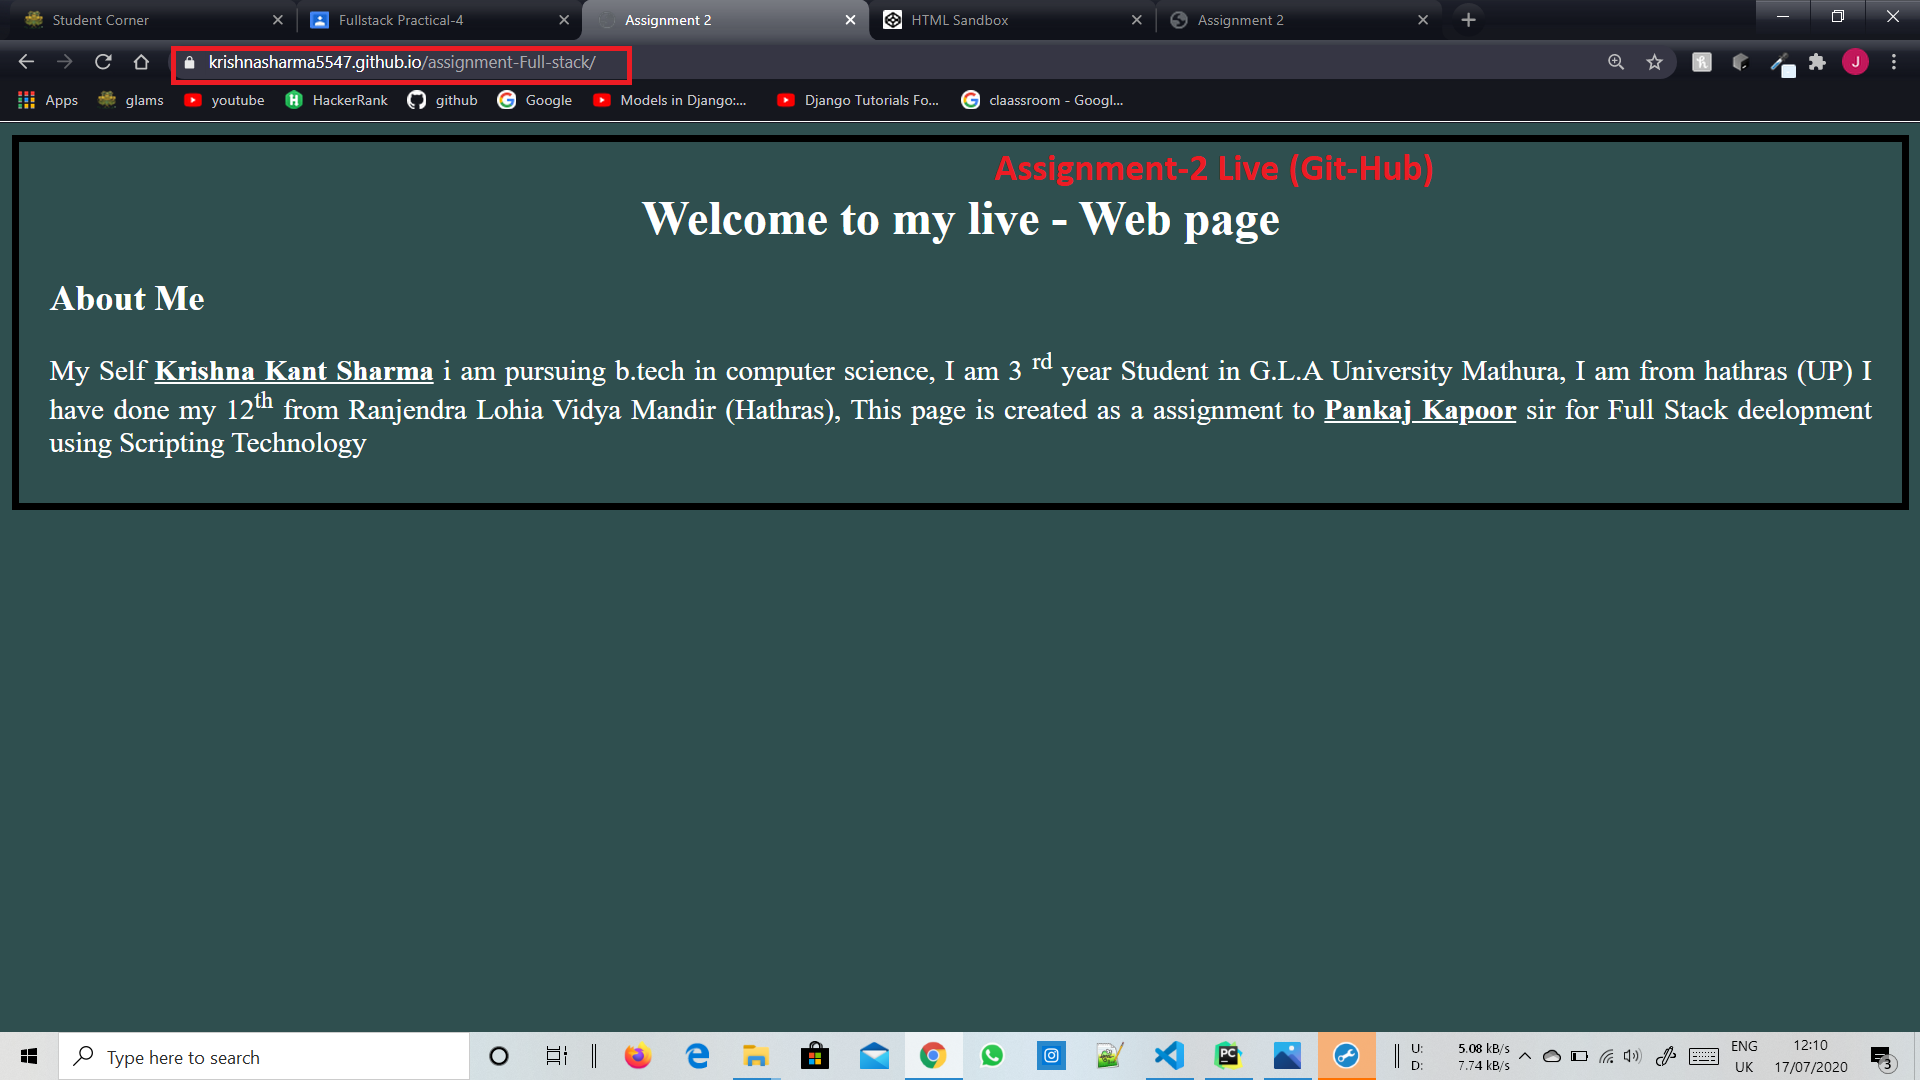 Student Corner
Fullstack Practical-4
Assignment 2
HTML Sandbox
Assignment 2
krishnasharma5547.github.io/assignment-Full-stack/
J
Apps
glams
youtube
HackerRank
github
Google
Models in Django:...
Django Tutorials Fo...
claassroom - Googl...
Assignment-2 Live (Git-Hub)
Welcome to my live - Web page
About Me
My Self Krishna Kant Sharma i am pursuing b.tech in computer science, I am 3 rd year Student in G.L.A University Mathura, I am from hathras (UP) I
have done my 12th from Ranjendra Lohia Vidya Mandir (Hathras), This page is created as a assignment to Pankaj Kapoor sir for Full Stack deelopment
using Scripting Technology
Type here to search
PC
U: 5.08 kB/s
D: 7.74 kB/s
ENG
UK
12:10
17/07/2020
3